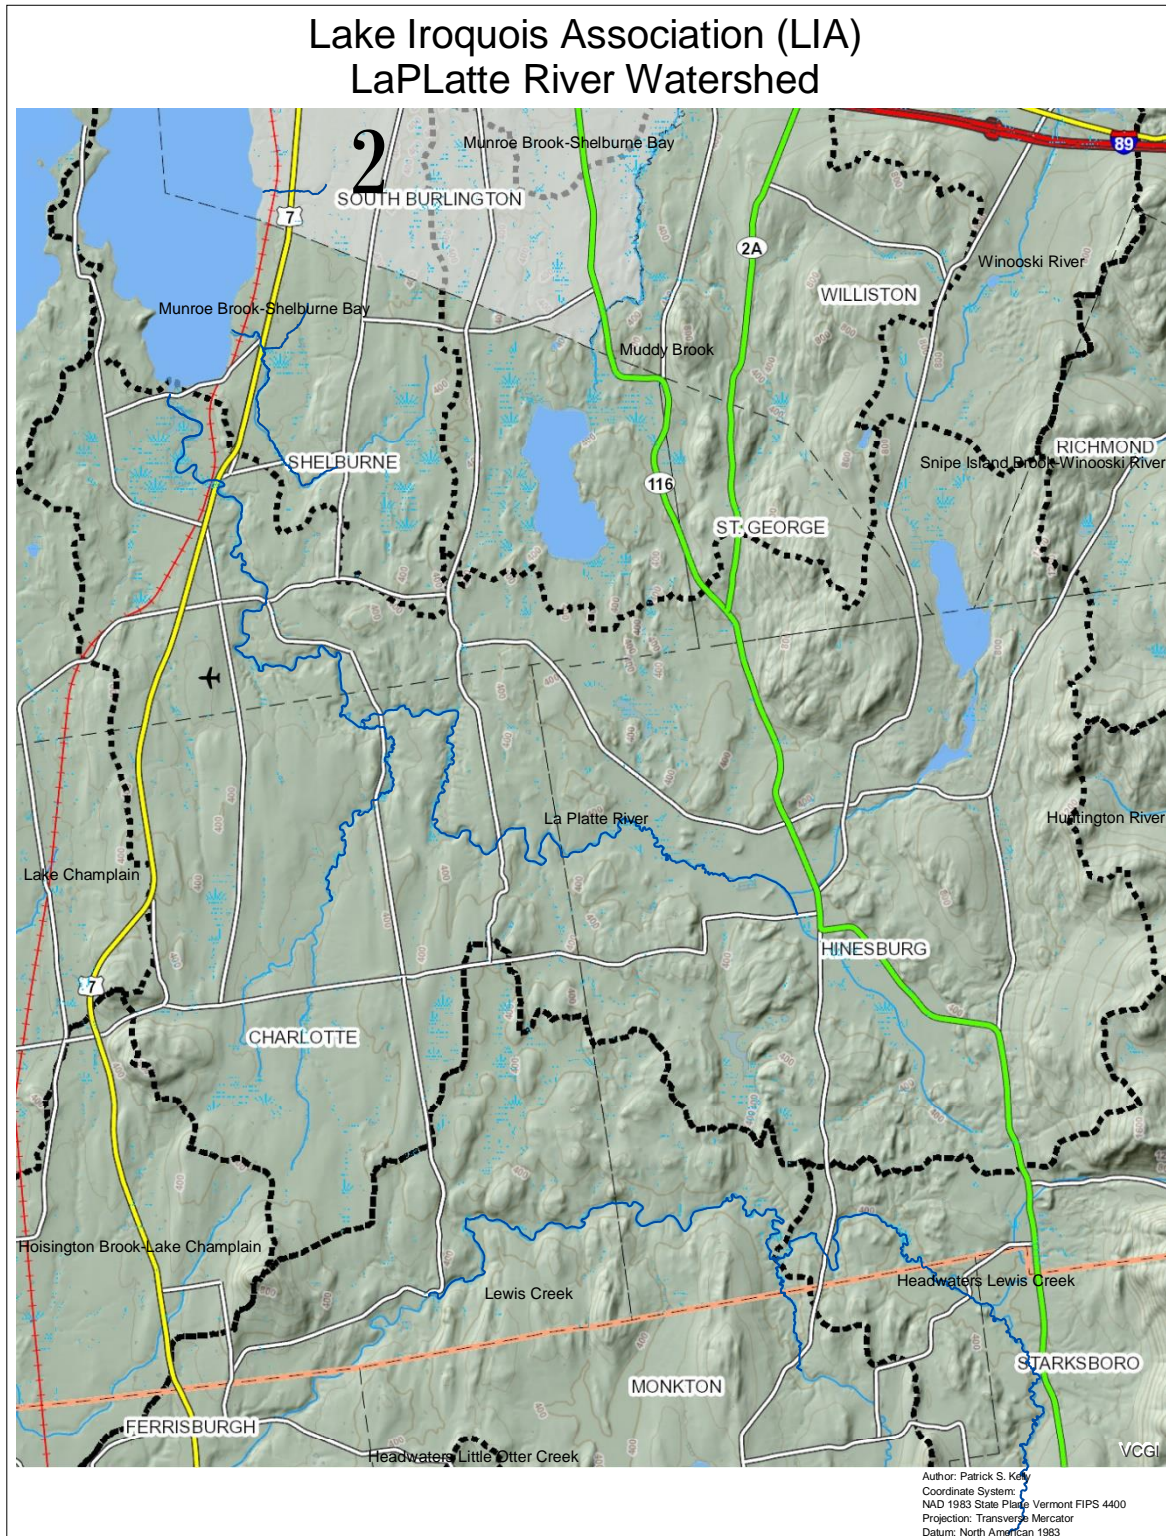 Lake Iroquois Association (LIA)
LaPLatte River Watershed
2
Munroe Brook-Shelburne Bay
89
SOUTH BURLINGTON
7
2A
Winooski River
WILLISTON
Munroe Brook-Shelburne Bay
Muddy Brook
RICHMOND
SHELBURNE
Snipe Island Brook-Winooski River
116
ST. GEORGE
La Platte River
Huntington River
Lake Champlain
HINESBURG
7
CHARLOTTE
Hoisington Brook-Lake Champlain
Headwaters Lewis Creek
Lewis Creek
STARKSBORO
MONKTON
FERRISBURGH
Headwaters Little Otter Creek
VCGI
Author: Patrick S. Kelly
Coordinate System:
NAD 1983 State Plane Vermont FIPS 4400
Projection: Transverse Mercator
Datum: North American 1983